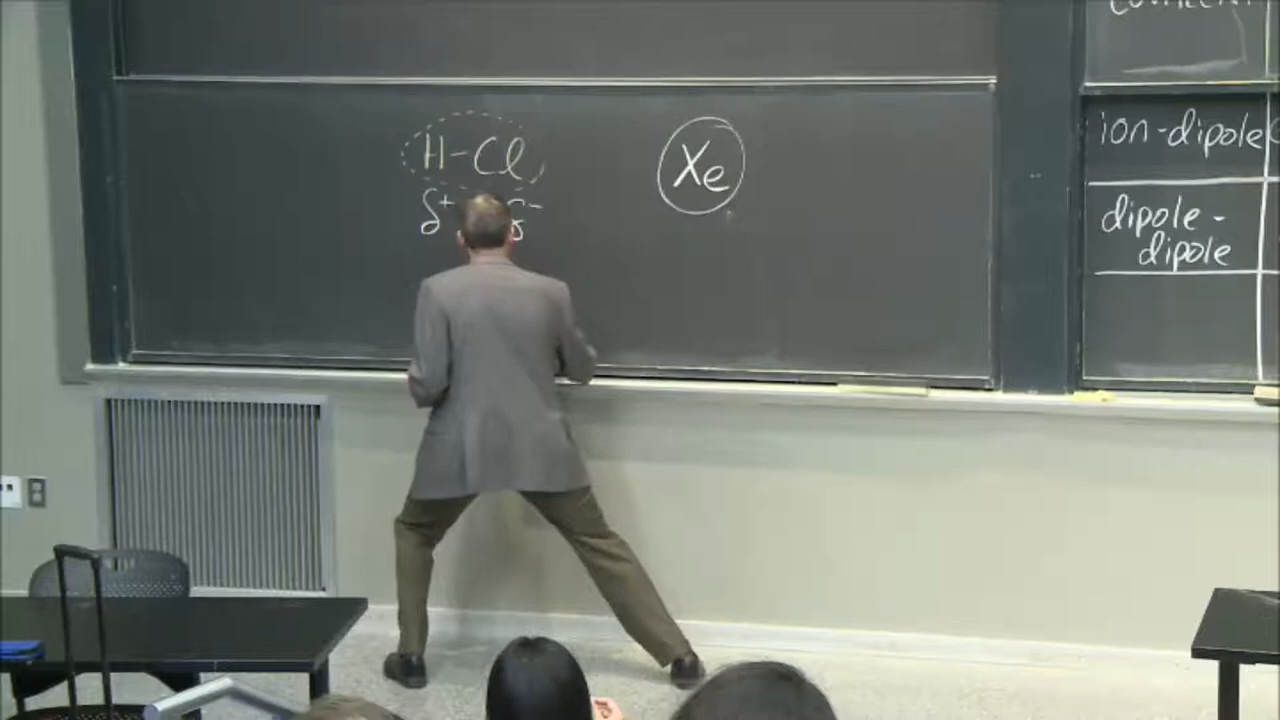 H-Cl
δ+ δ-
Xe
ion-dipole
dipole-
dipole